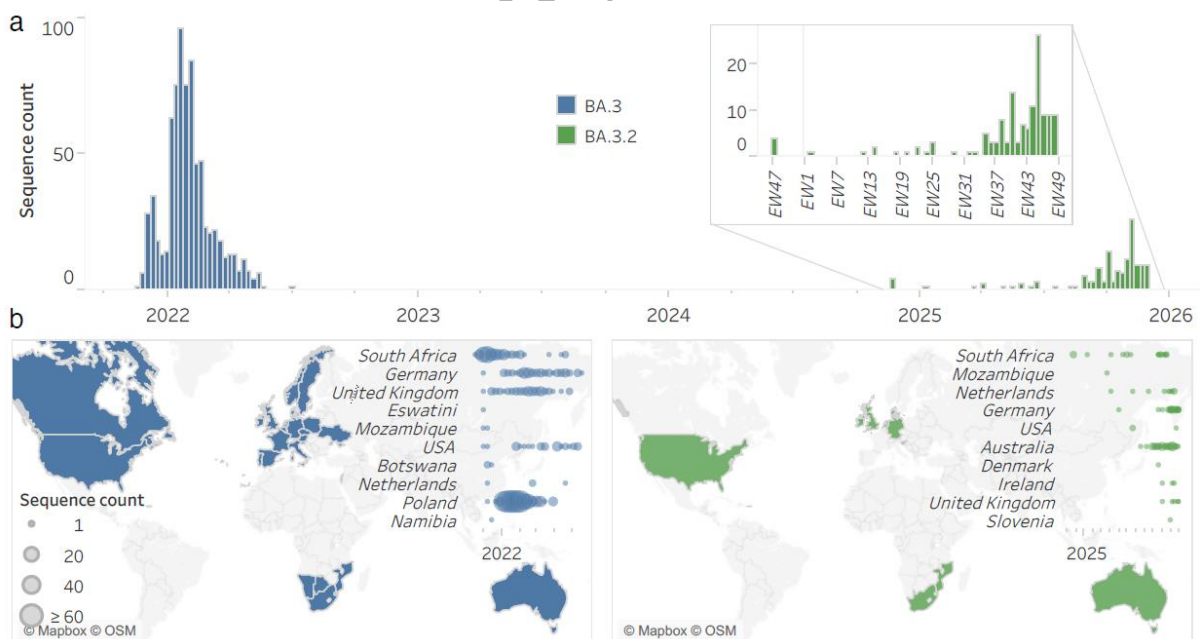 a
100
50
0
Sequence count
BA.3
BA.3.2
20
10
0
EW47
EW1
EW7
EW13
EW19
EW25
EW31
EW37
EW43
EW49
2022
2023
2024
2025
2026
b
South Africa
Germany
United Kingdom
Eswatini
Mozambique
USA
Botswana
Netherlands
Poland
Namibia
2022
Sequence count
1
20
40
≥60
© Mapbox © OSM
South Africa
Mozambique
Netherlands
Germany
USA
Australia
Denmark
Ireland
United Kingdom
Slovenia
2025
© Mapbox © OSM